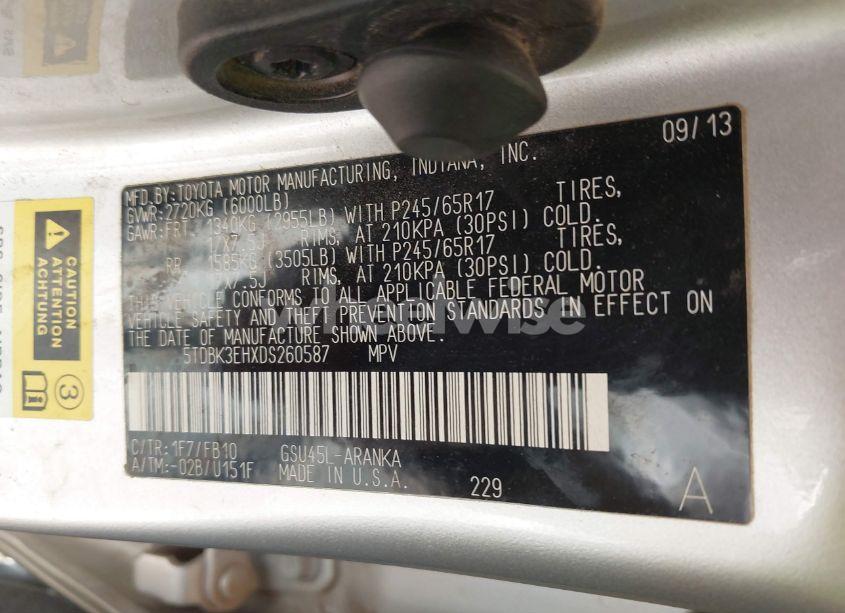 09/13
MFD.BY:TOYOTA MOTOR MANUFACTURING, INDIANA, INC.
GVWR:2720KG (6000LB)
GAWR:FRT. 1340KG (2955LB) WITH P245/65R17 TIRES,
17X7.5J RIMS, AT 210KPA (30PSI) COLD.
RR. 1585KG (3505LB) WITH P245/65R17 TIRES,
X7.5J RIMS, AT 210KPA (30PSI) COLD.
THIS VEHICLE CONFORMS TO ALL APPLICABLE FEDERAL MOTOR
VEHICLE SAFETY AND THEFT PREVENTION STANDARDS IN EFFECT ON
THE DATE OF MANUFACTURE SHOWN ABOVE.
5TDBK3EHXDS260587 MPV
C/TR:1F7/FB10 GSU45L-ARANKA
A/TM:-02B/U151F MADE IN U.S.A.
229
A
CAUTION
ATTENTION
ACHTUNG
3